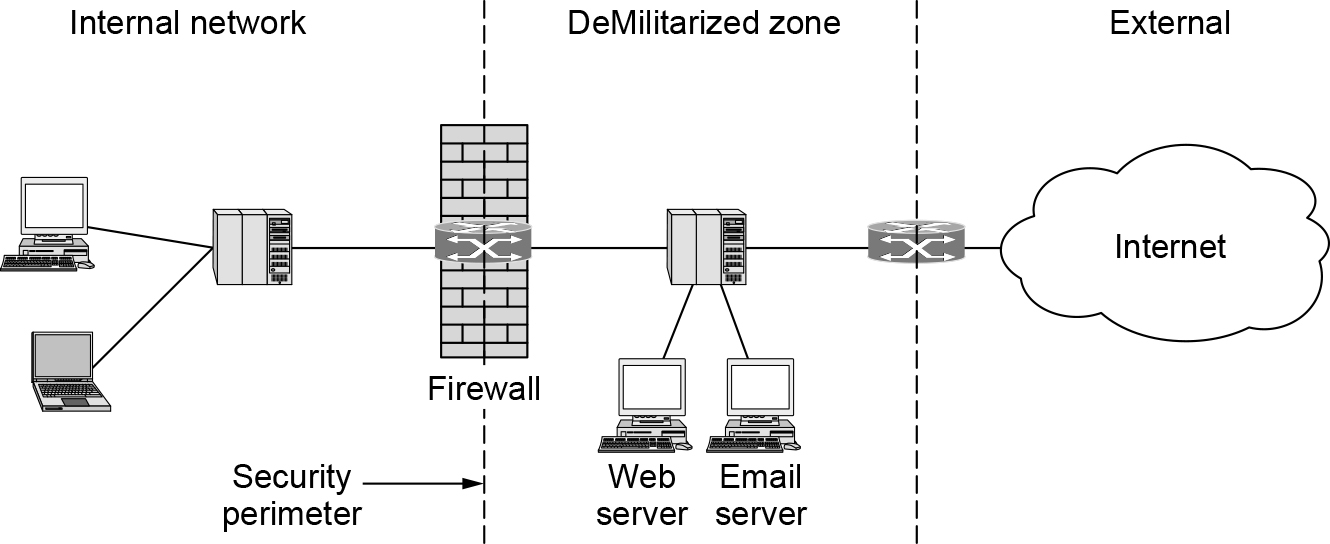 Internal network
DeMilitarized zone
External
Internet
Firewall
Security
perimeter
Web
server
Email
server